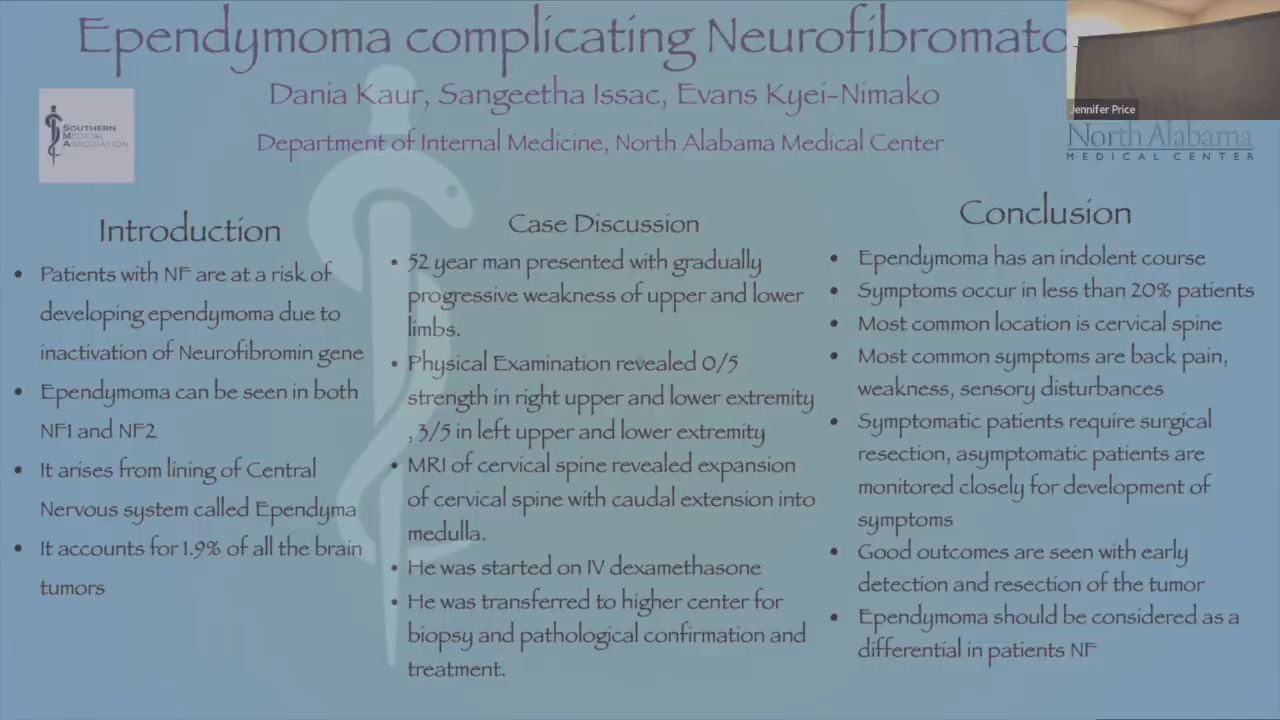 Ependymoma complicating Neurofibromato
Dania Kaur, Sangeetha Issac, Evans Kyei-Nimako
Department of Internal Medicine, North Alabama Medical Center
SOUTHERN
MEDICAL
ASSOCIATION
Jennifer Price
North Alabama
MEDICAL CENTER
Introduction
• Patients with NF are at a risk of
developing ependymoma due to
inactivation of Neurofibromin gene
• Ependymoma can be seen in both
NF1 and NF2
• It arises from lining of Central
Nervous system called Ependyma
• It accounts for 1.9% of all the brain
tumors
Case Discussion
• 52 year man presented with gradually
progressive weakness of upper and lower
limbs.
• Physical Examination revealed 0/5
strength in right upper and lower extremity
, 3/5 in left upper and lower extremity
• MRI of cervical spine revealed expansion
of cervical spine with caudal extension into
medulla.
• He was started on IV dexamethasone
• He was transferred to higher center for
biopsy and pathological confirmation and
treatment.
Conclusion
• Ependymoma has an indolent course
• Symptoms occur in less than 20% patients
• Most common location is cervical spine
• Most common symptoms are back pain,
weakness, sensory disturbances
• Symptomatic patients require surgical
resection, asymptomatic patients are
monitored closely for development of
symptoms
• Good outcomes are seen with early
detection and resection of the tumor
• Ependymoma should be considered as a
differential in patients NF